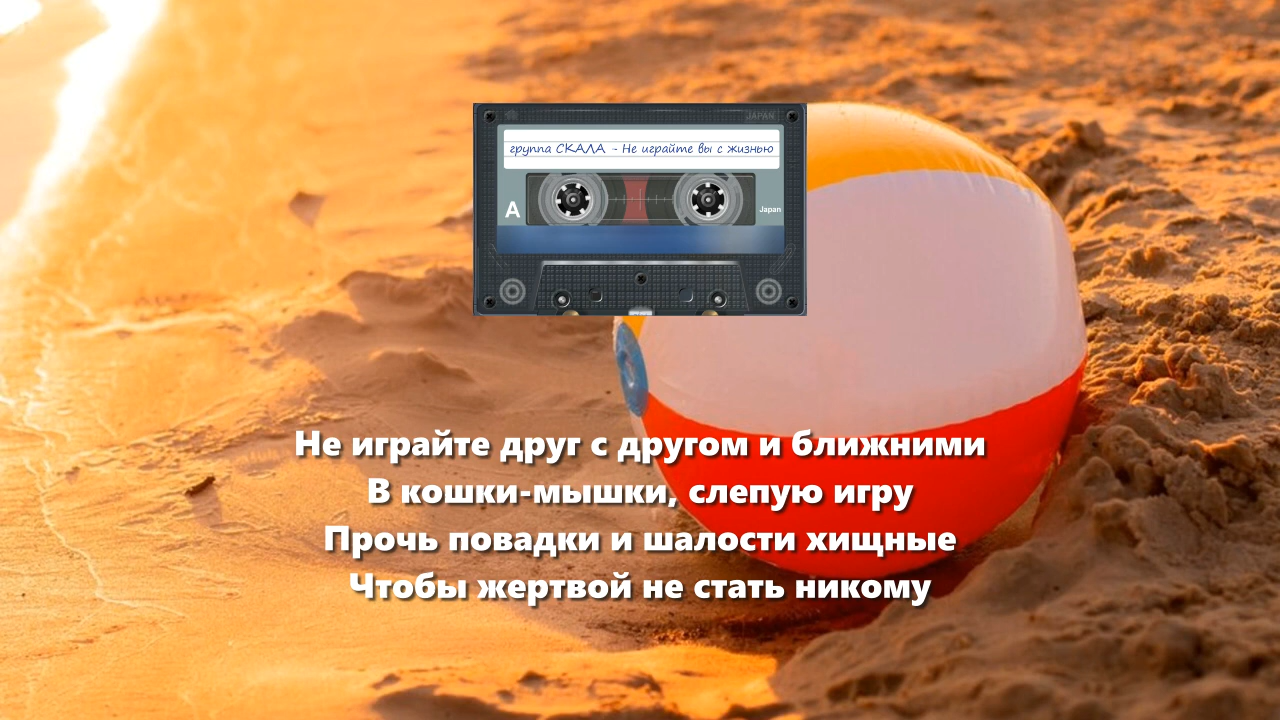 JAPAN
группа СКАЛА - Не играйте вы с жизнью
A
Japan
Не играйте друг с другом и ближними
В кошки-мышки, слепую игру
Прочь повадки и шалости хищные
Чтобы жертвой не стать никому